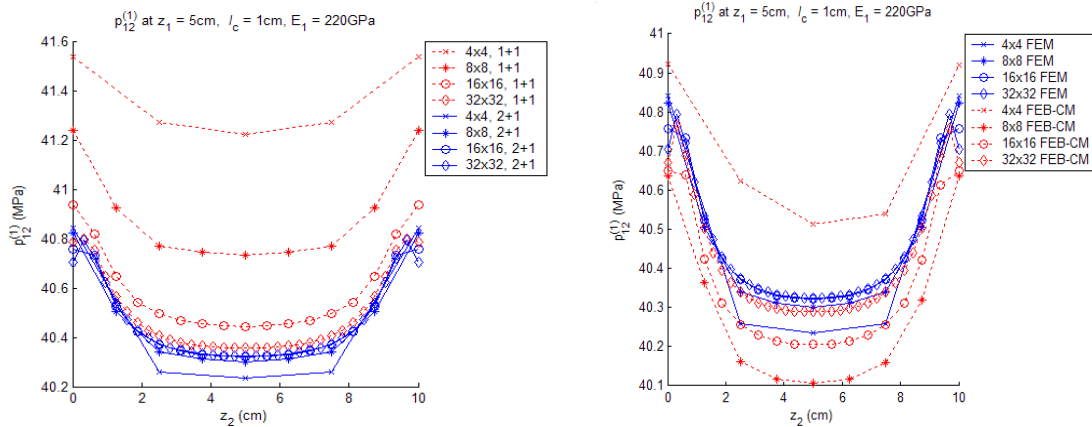 p12^(1) at z1 = 5cm, lc = 1cm, E1 = 220GPa
p12^(1) (MPa)
41.6
41.4
41.2
41
40.8
40.6
40.4
40.2
0
2
4
6
8
10
z2 (cm)
4x4, 1+1
8x8, 1+1
16x16, 1+1
32x32, 1+1
4x4, 2+1
8x8, 2+1
16x16, 2+1
32x32, 2+1
p12^(1) at z1 = 5cm, lc = 1cm, E1 = 220GPa
p12^(1) (MPa)
41
40.9
40.8
40.7
40.6
40.5
40.4
40.3
40.2
40.1
0
2
4
6
8
10
z2 (cm)
4x4 FEM
8x8 FEM
16x16 FEM
32x32 FEM
4x4 FEB-CM
8x8 FEB-CM
16x16 FEB-CM
32x32 FEB-CM